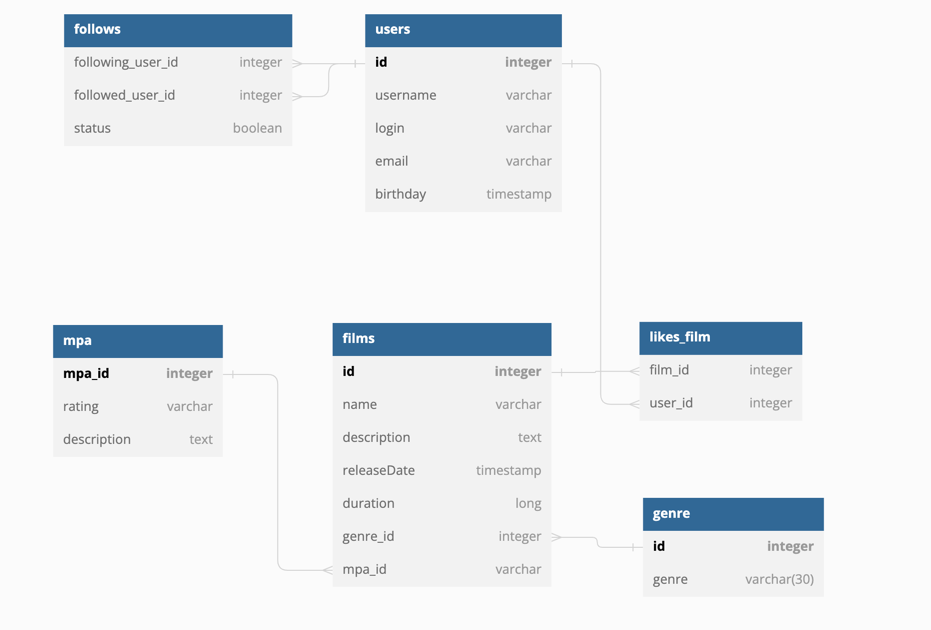 follows
following_user_id integer
followed_user_id integer
status boolean
users
id integer
username varchar
login varchar
email varchar
birthday timestamp
mpa
mpa_id integer
rating varchar
description text
films
id integer
name varchar
description text
releaseDate timestamp
duration long
genre_id integer
mpa_id varchar
likes_film
film_id integer
user_id integer
genre
id integer
genre varchar(30)